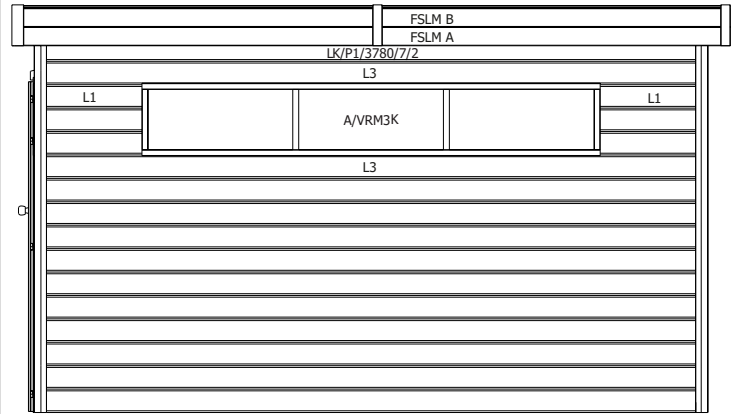 FSLM B
FSLM A
LK/P1/3780/7/2
L3
L1
L1
A/VRM3K
L3